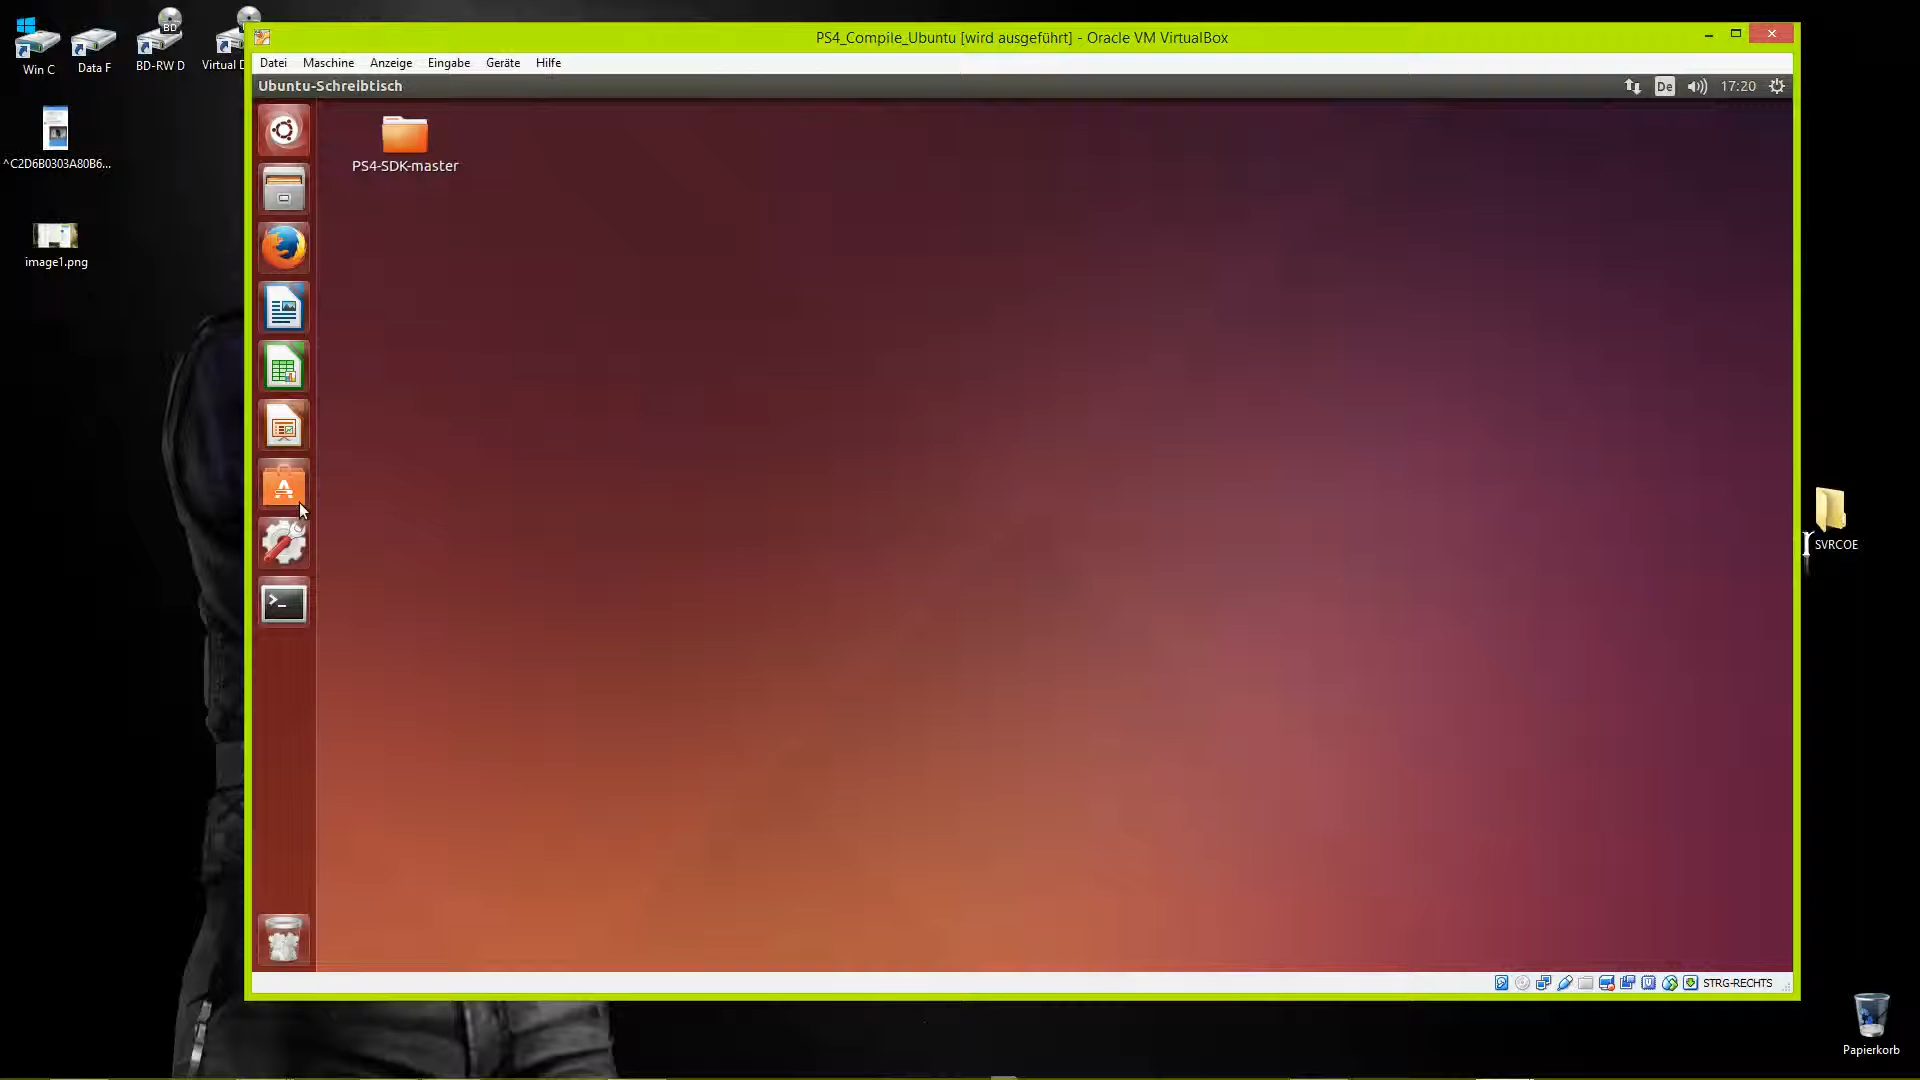 PS4_Compile_Ubuntu [wird ausgeführt] - Oracle VM VirtualBox
Datei Maschine Anzeige Eingabe Geräte Hilfe
Ubuntu-Schreibtisch De 17:20
BD
Win C
Data F
BD-RW D
Virtual D
^C2D6B0303A80B6...
image1.png
PS4-SDK-master
SVRCOE
STRG-RECHTS
Papierkorb